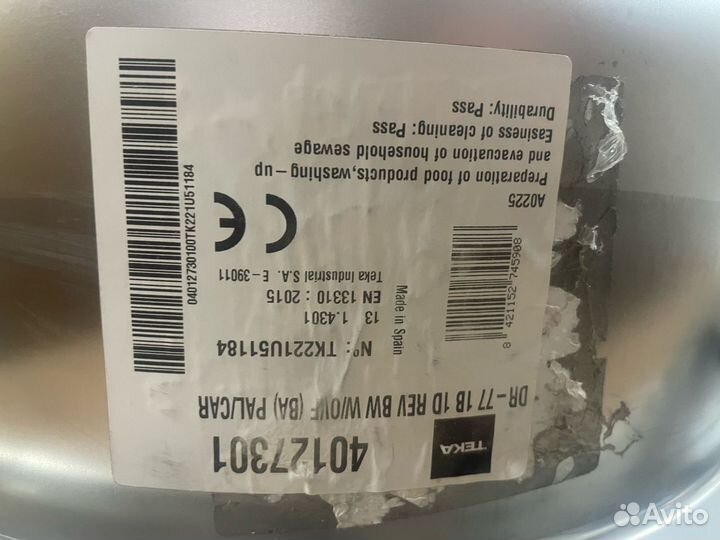 TEKA
40127301
DR-77 1B 1D REV BW W/OVF (BA) PAL/CAR
Nº: TK221U51184
13 1.4301
EN 13310 : 2015
Teka Industrial S.A. E-39011
Made in Spain
8 421152 745908
CE
A0225
Preparation of food products,washing-up
and evacuation of household sewage
Easiness of cleaning: Pass
Durability: Pass
04012730100TK221U51184
Avito